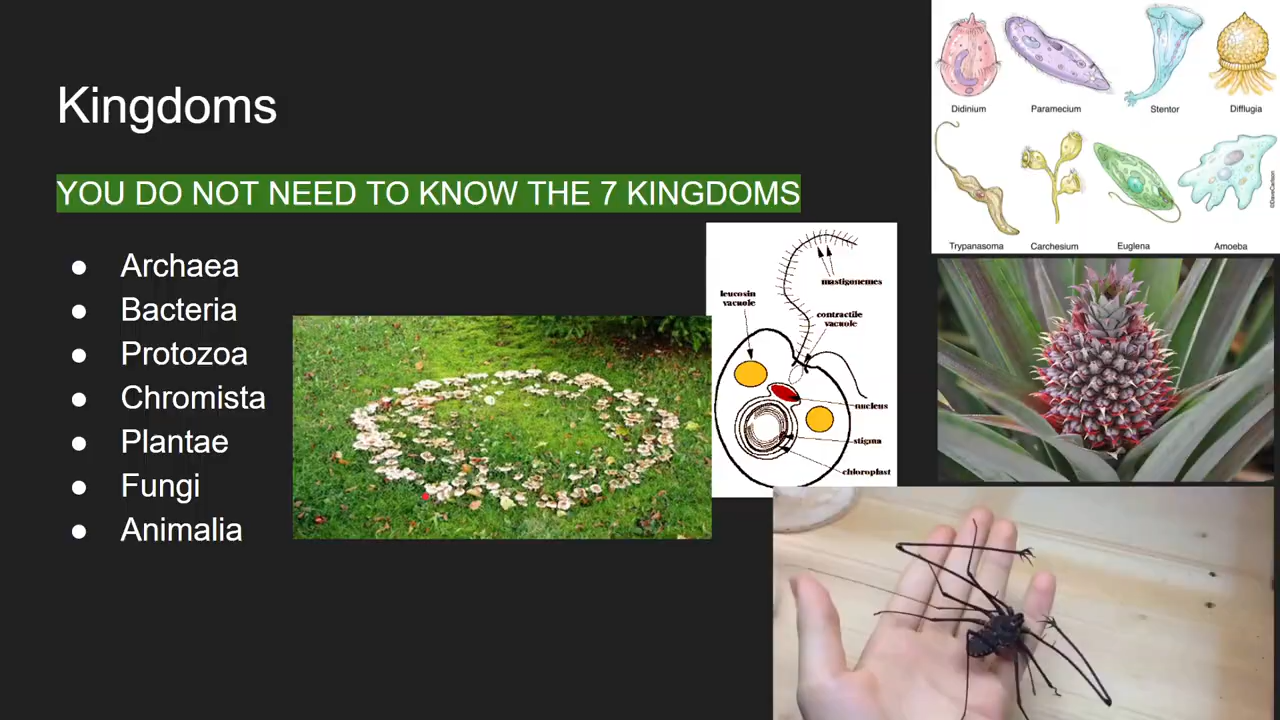 Kingdoms
YOU DO NOT NEED TO KNOW THE 7 KINGDOMS
● Archaea
● Bacteria
● Protozoa
● Chromista
● Plantae
● Fungi
● Animalia
mastigonemes
leucosin
vacuole
contractile
vacuole
nucleus
stigma
chloroplast
Didinium
Paramecium
Stentor
Difflugia
Trypanasoma
Carchesium
Euglena
Amoeba
©DaveCarlson